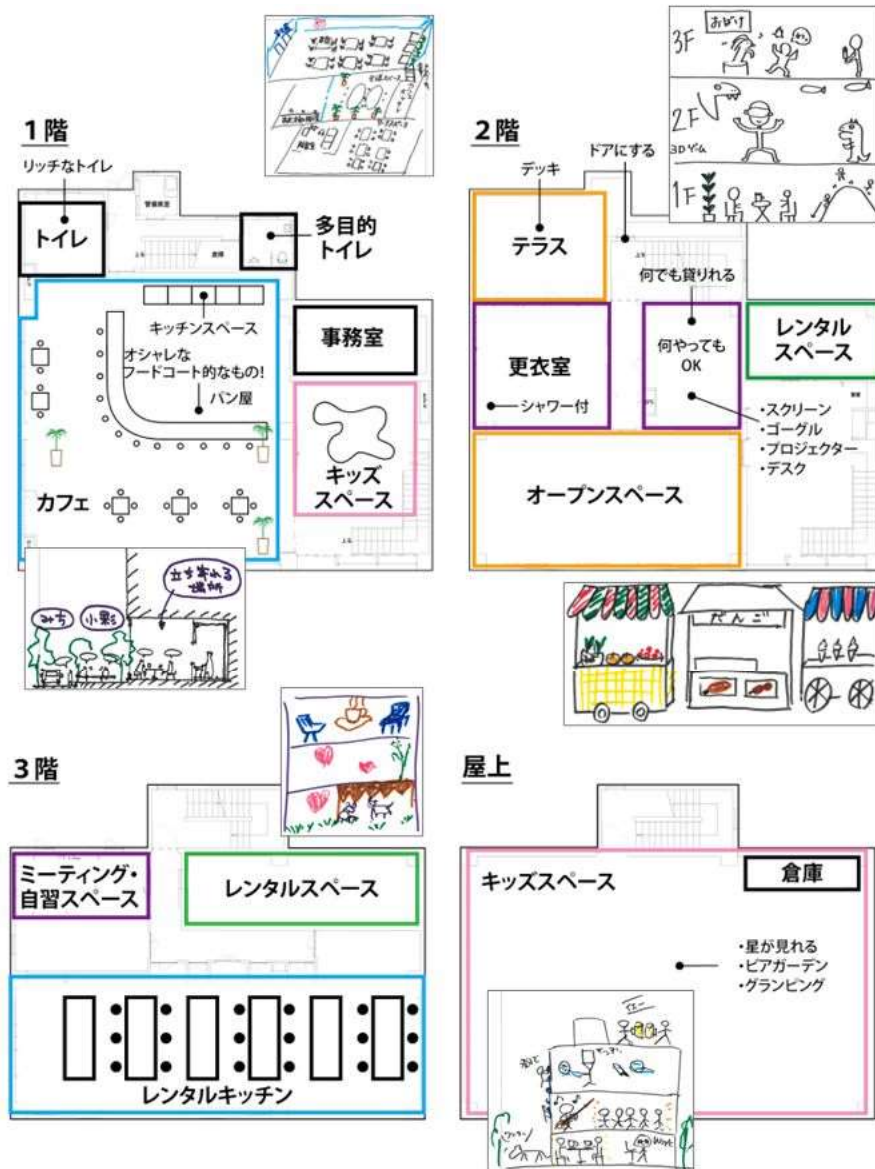 1階
リッチなトイレ
トイレ
多目的
トイレ
キッチンスペース
オシャレな
フードコート的なもの!
パン屋
事務室
キッズ
スペース
カフェ
上る
みち
小影
立ち寄れる
場所
2階
デッキ
ドアにする
テラス
何でも貸りれる
更衣室
シャワー付
何やっても
OK
レンタル
スペース
・スクリーン
・ゴーグル
・プロジェクター
・デスク
オープンスペース
上る
3F
おばけ
2F
3Dゲーム
1F
だんご
3階
ミーティング・
自習スペース
レンタルスペース
レンタルキッチン
屋上
キッズスペース
倉庫
・星が見れる
・ビアガーデン
・グランピング